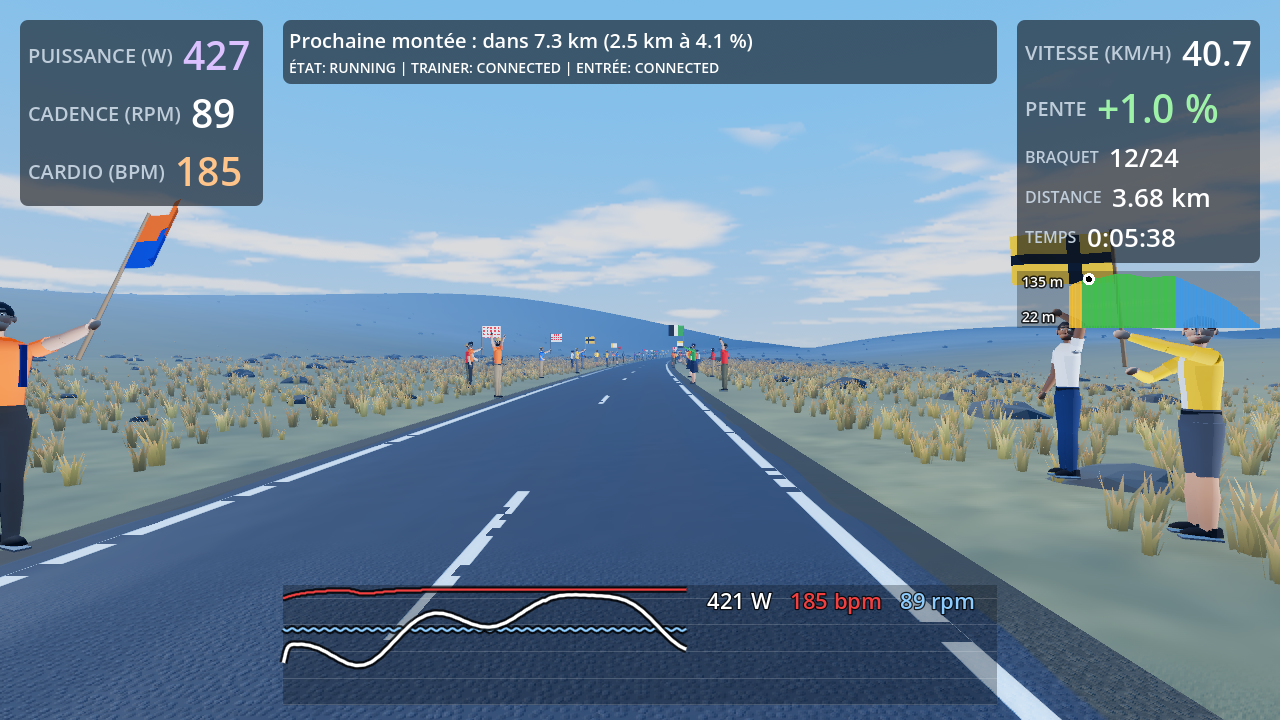 PUISSANCE (W) 427
CADENCE (RPM) 89
CARDIO (BPM) 185
Prochaine montée : dans 7.3 km (2.5 km à 4.1 %)
ÉTAT: RUNNING | TRAINER: CONNECTED | ENTRÉE: CONNECTED
VITESSE (KM/H) 40.7
PENTE +1.0 %
BRAQUET 12/24
DISTANCE 3.68 km
TEMPS 0:05:38
135 m
22 m
421 W 185 bpm 89 rpm